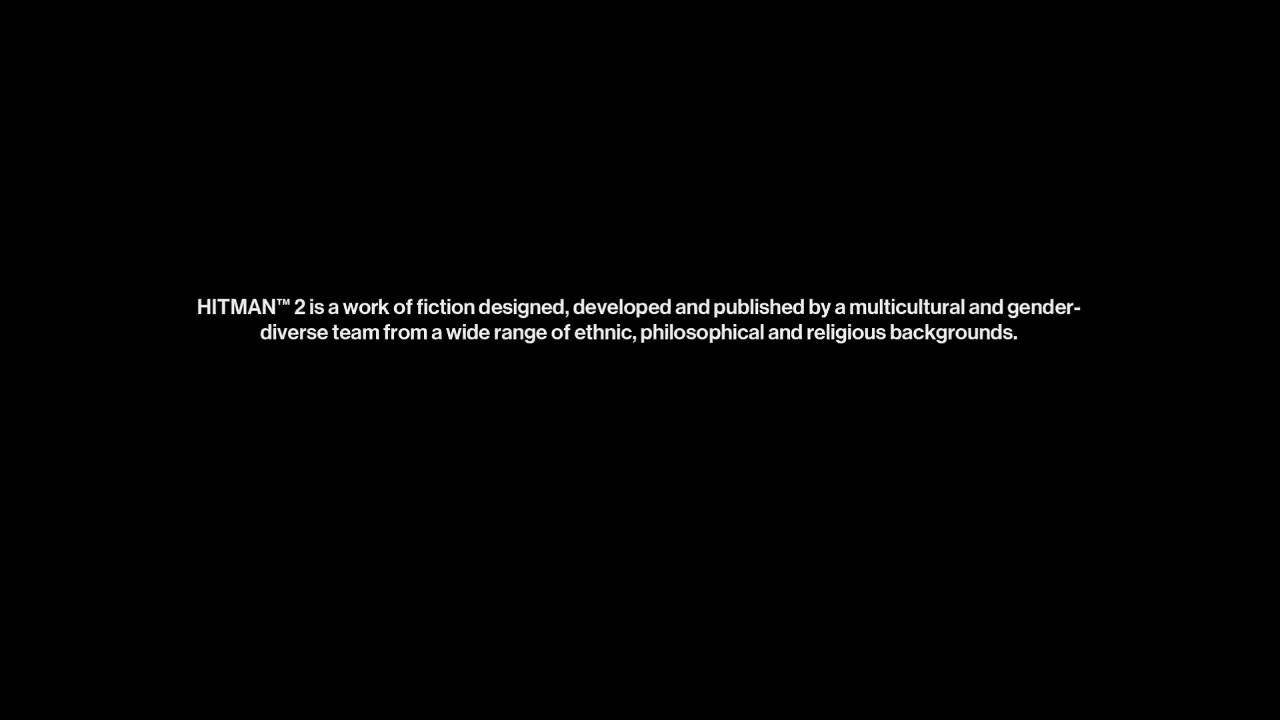 HITMAN™ 2 is a work of fiction designed, developed and published by a multicultural and gender-
diverse team from a wide range of ethnic, philosophical and religious backgrounds.